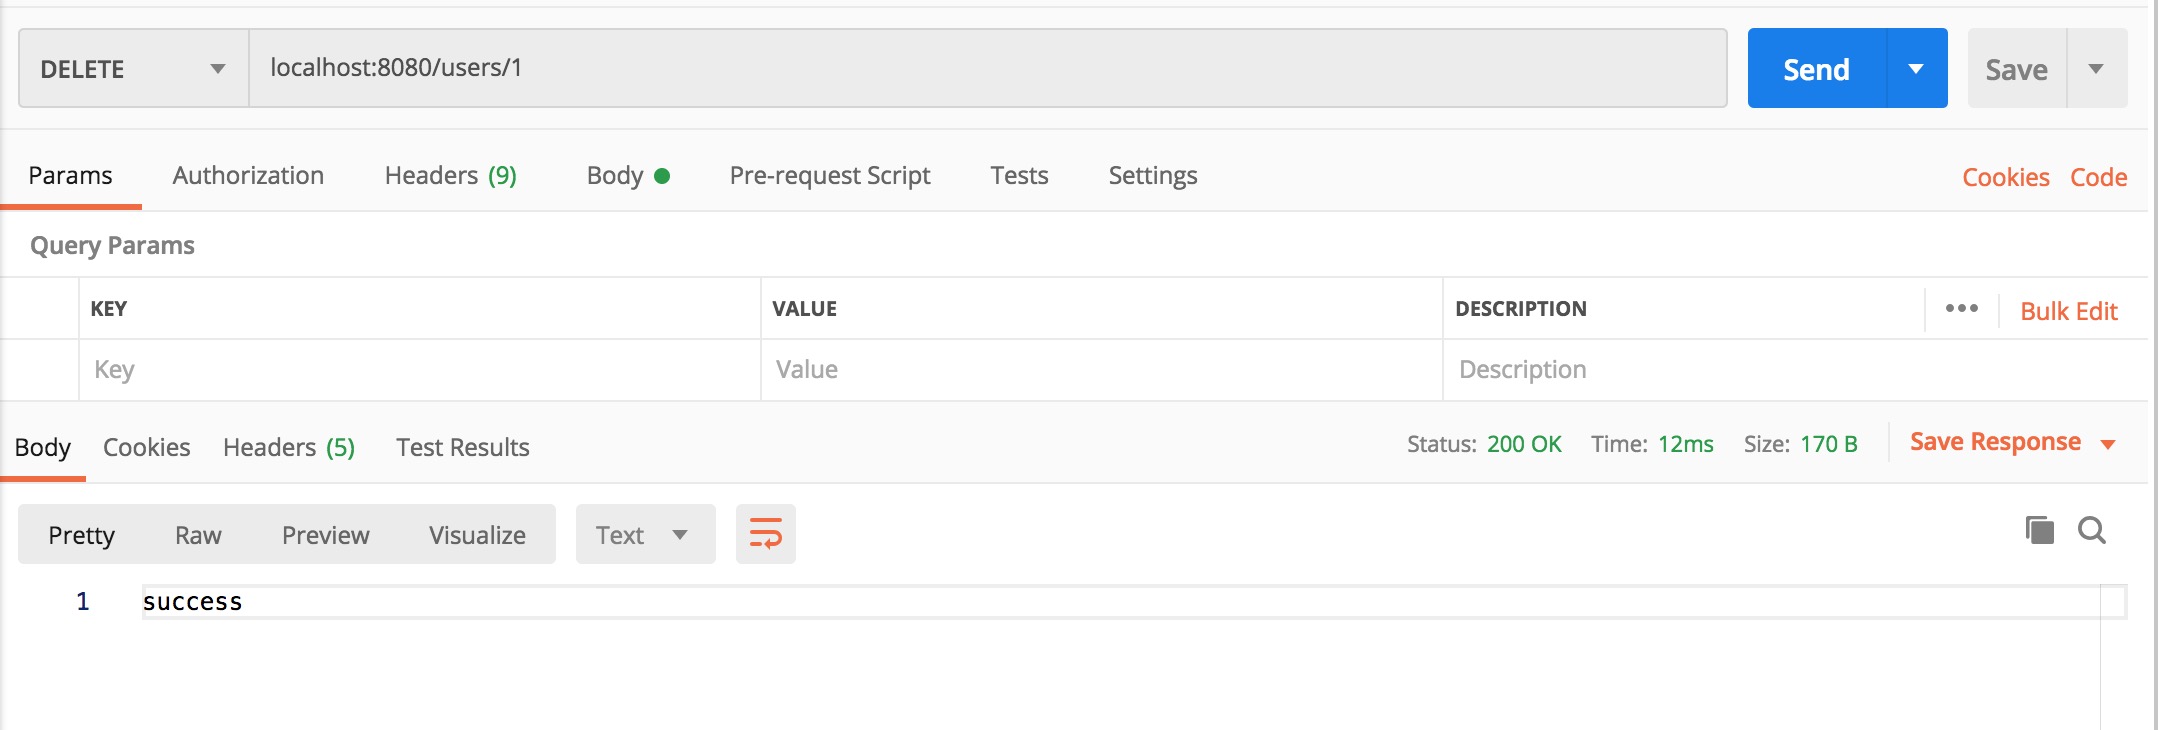 DELETE localhost:8080/users/1 Send Save
Params Authorization Headers (9) Body Pre-request Script Tests Settings Cookies Code
Query Params
KEY VALUE DESCRIPTION ••• Bulk Edit
Key Value Description
Body Cookies Headers (5) Test Results Status: 200 OK Time: 12ms Size: 170 B Save Response
Pretty Raw Preview Visualize Text
1 success